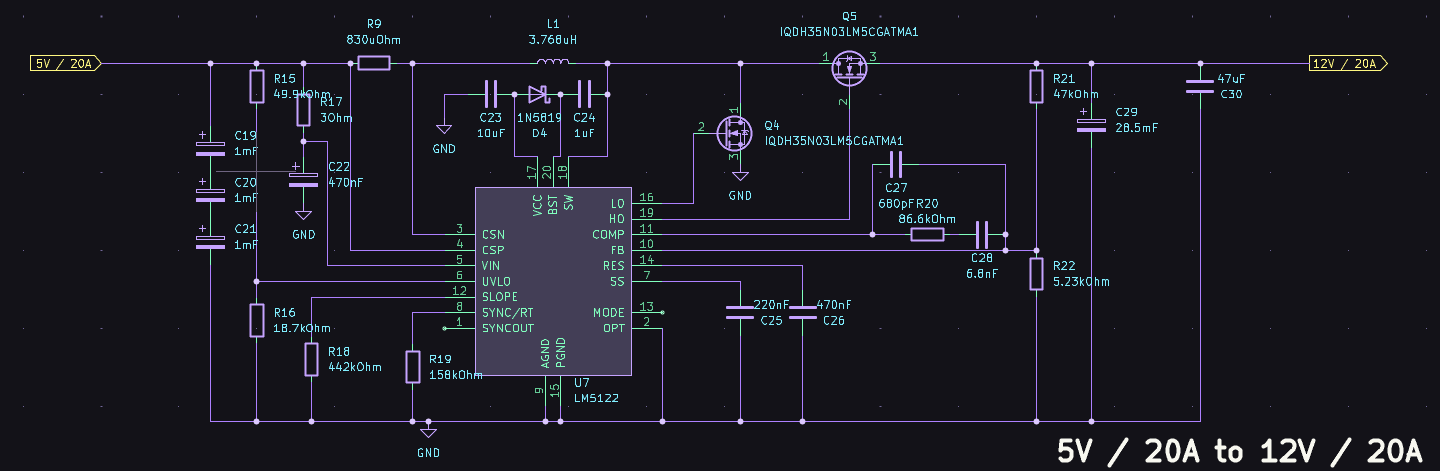 Q5
IQDH35N03LM5CGATMA1
R9
830uOhm
L1
3.768uH
5V / 20A
12V / 20A
1
3
2
R15
49.9kOhm
R17
3Ohm
C23
10uF
1N5819
D4
C24
1uF
GND
1
2
3
Q4
IQDH35N03LM5CGATMA1
GND
R21
47kOhm
C29
28.5mF
47uF
C30
C19
1mF
C20
1mF
C21
1mF
C22
470nF
GND
C27
680pF
R20
86.6kOhm
C28
6.8nF
R22
5.23kOhm
17
20
18
VCC
BST
SW
3
CSN
4
CSP
5
VIN
6
UVLO
12
SLOPE
8
SYNC/RT
1
SYNCOUT
LO
16
HO
19
COMP
11
FB
10
RES
14
SS
7
MODE
13
OPT
2
AGND
PGND
9
15
U7
LM5122
220nF
C25
470nF
C26
R16
18.7kOhm
R18
442kOhm
R19
158kOhm
GND
5V / 20A to 12V / 20A